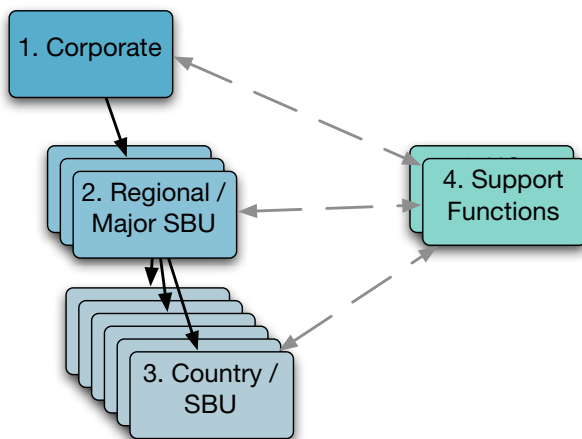 1. Corporate
2. Regional /
Major SBU
4. Support
Functions
3. Country /
SBU